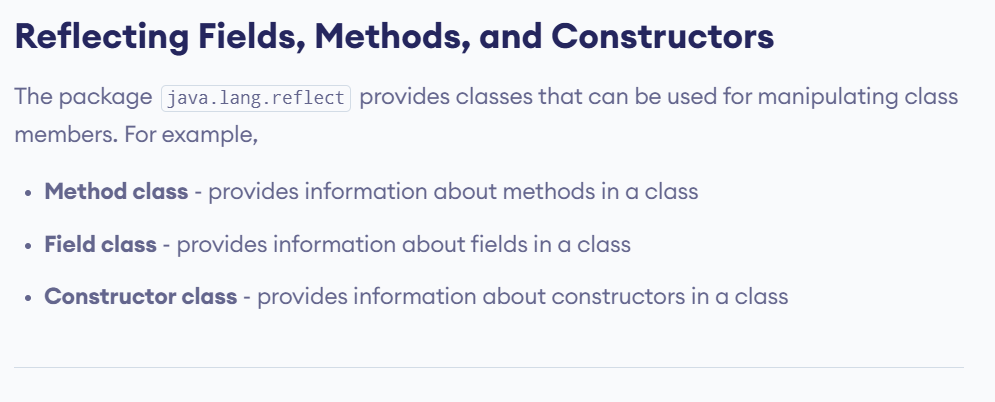 Reflecting Fields, Methods, and Constructors
The package java.lang.reflect provides classes that can be used for manipulating class
members. For example,
• Method class - provides information about methods in a class
• Field class - provides information about fields in a class
• Constructor class - provides information about constructors in a class